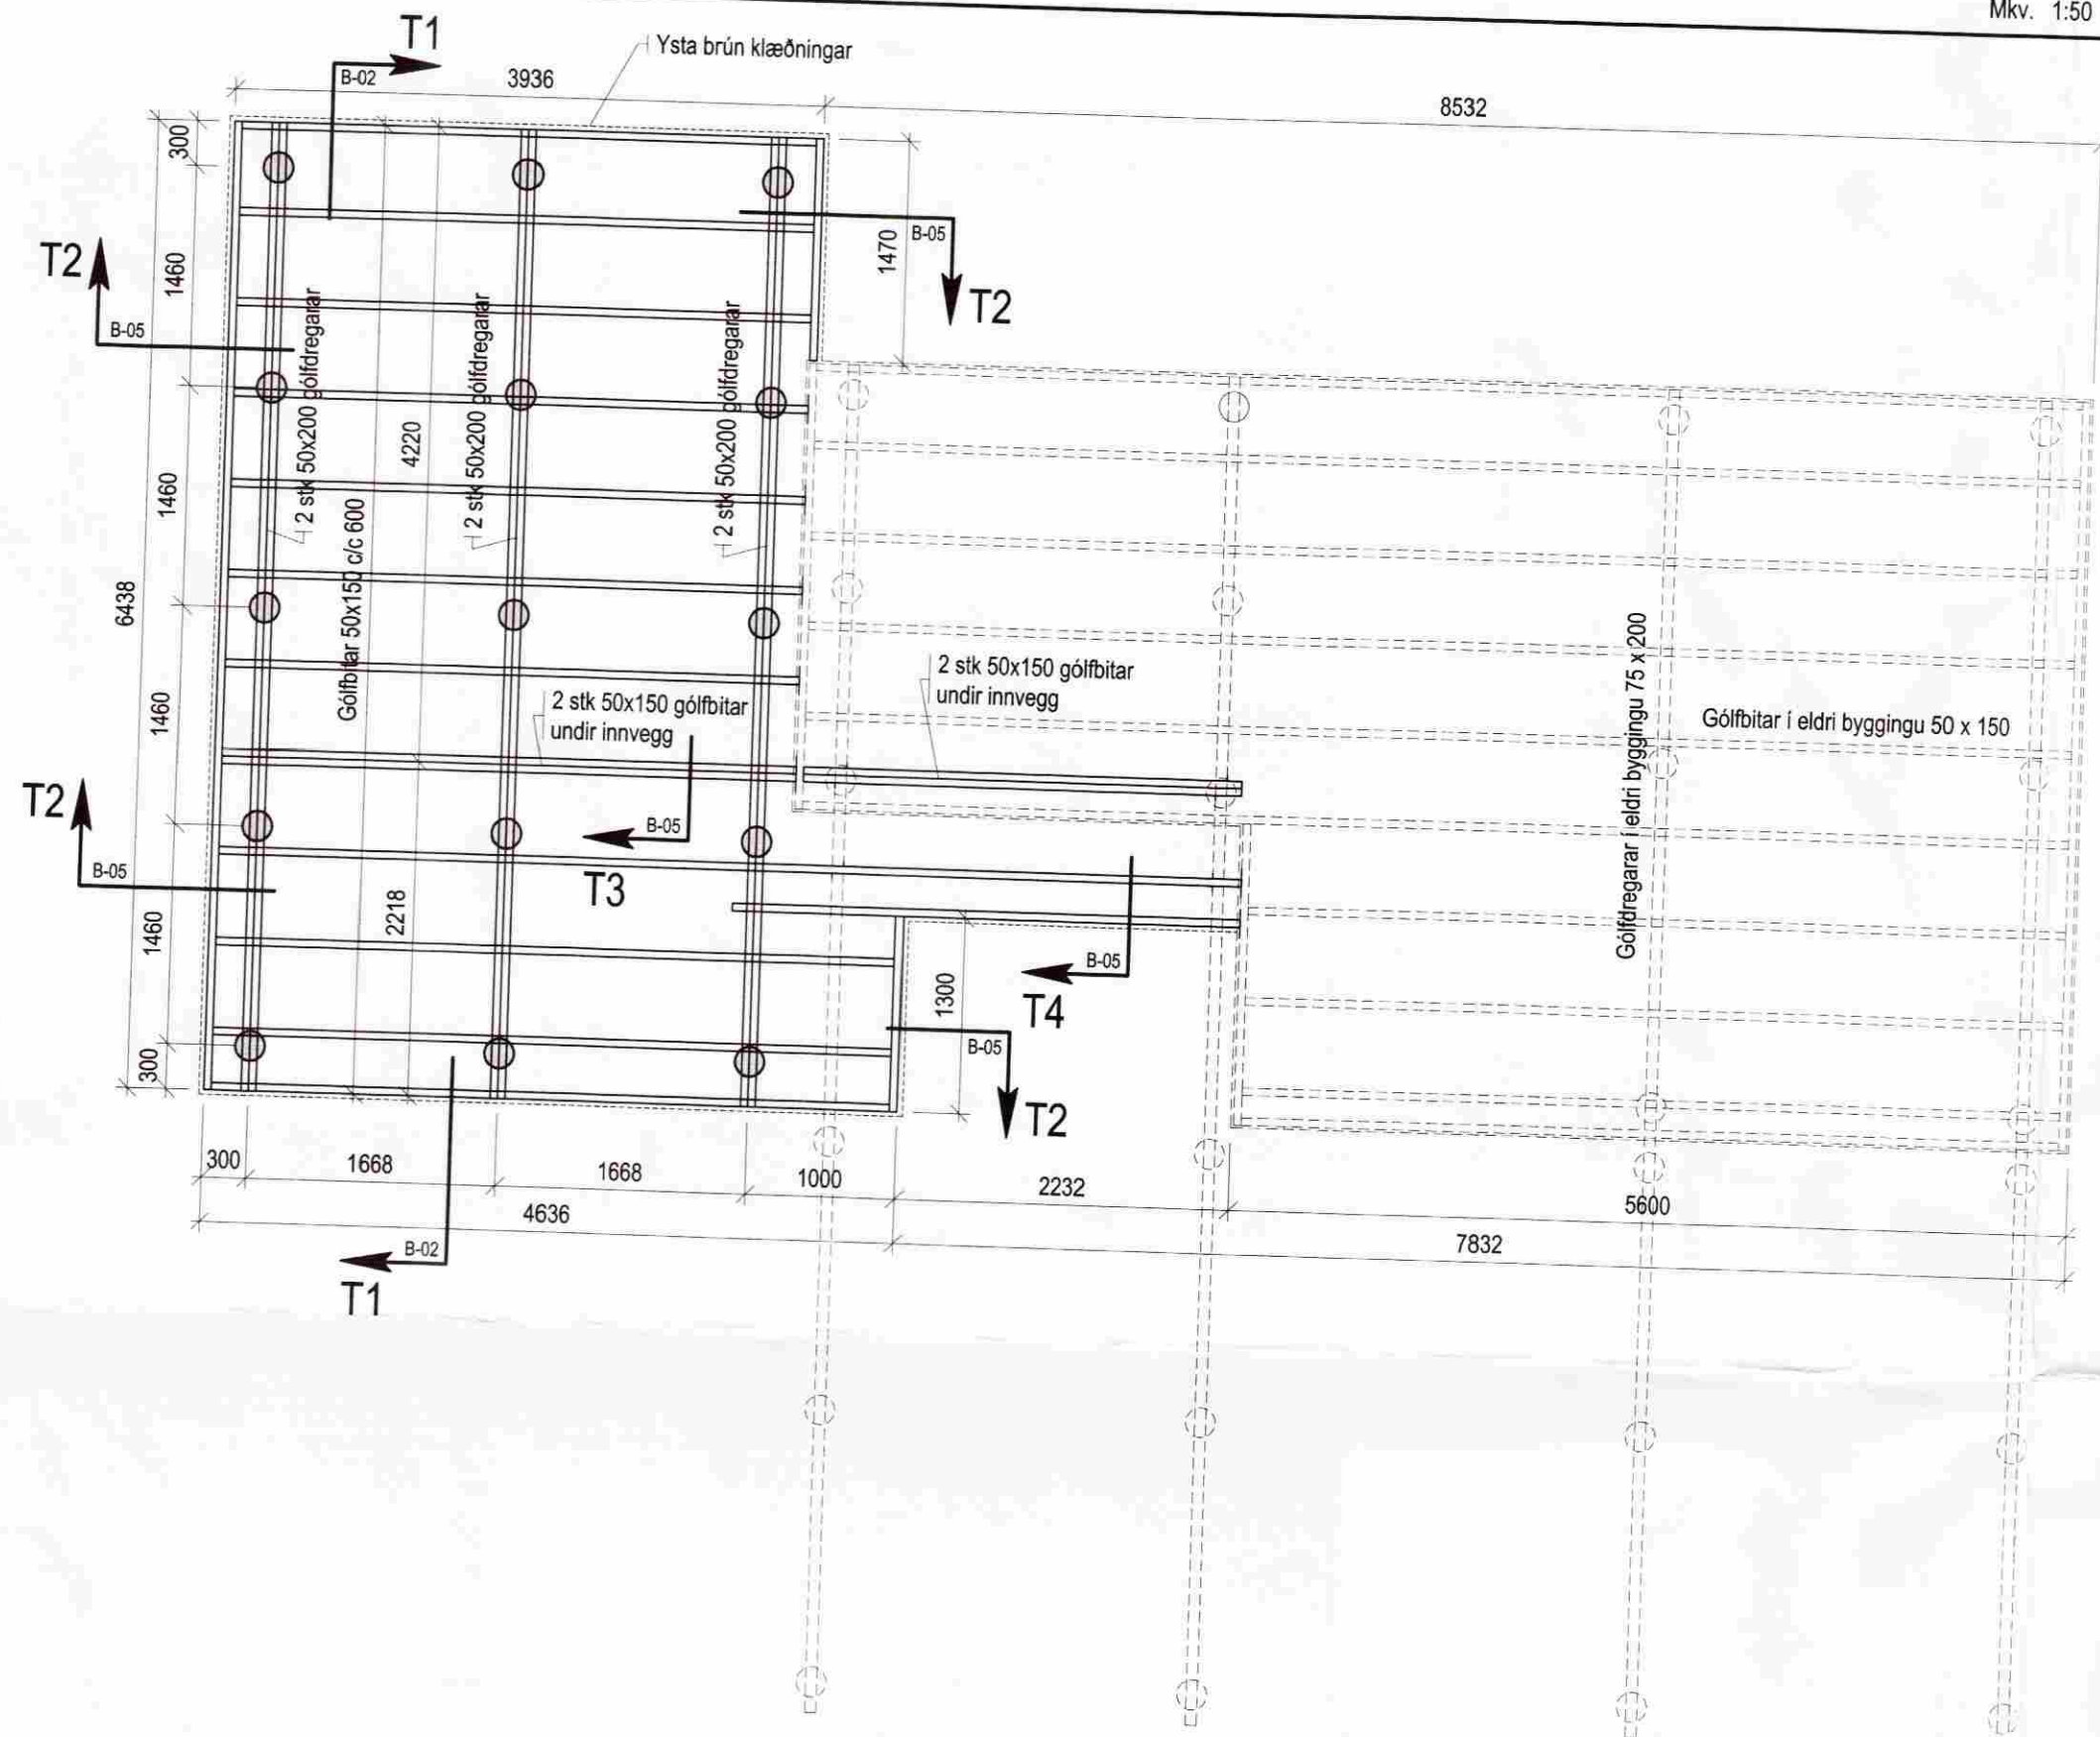 Mkv. 1:50
T1
B-02
Ysta brún klæðningar
3936
8532
300
1460
1470
B-05
T2
T2
B-05
2 stk 50x200 gólfdregarar
2 stk 50x200 gólfdregarar
2 stk 50x200 gólfdregarar
4220
1460
Gólfbitar 50x150 c/c 600
6438
1460
2 stk 50x150 gólfbitar
undir innvegg
2 stk 50x150 gólfbitar
undir innvegg
Gólfdregarar í eldri byggingu 75 x 200
Gólfbitar í eldri byggingu 50 x 150
T2
B-05
B-05
T3
2218
1460
B-05
T4
1300
B-05
T2
300
300
1668
1668
1000
2232
5600
4636
7832
B-02
T1